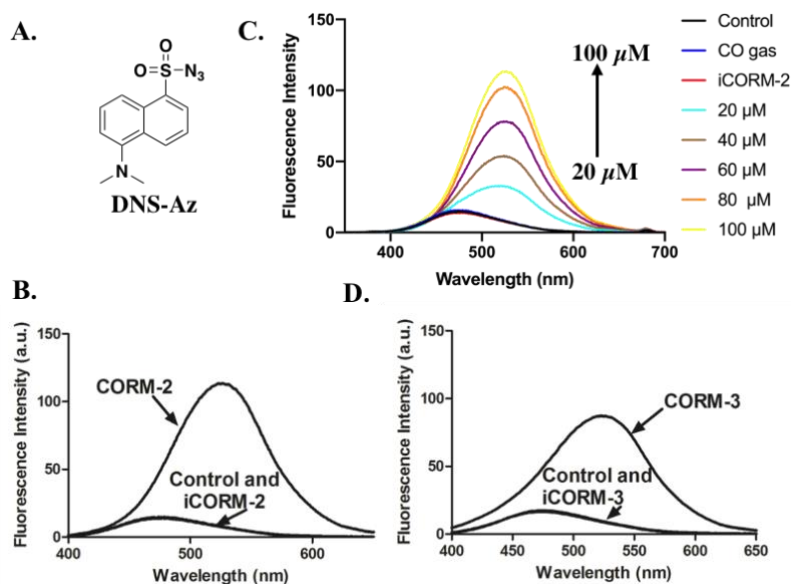 A.
O
O
S
N3
N
DNS-Az
C.
150
100
50
0
400
500
600
700
Fluorescence Intensity
Wavelength (nm)
100 µM
20 µM
Control
CO gas
iCORM-2
20 µM
40 µM
60 µM
80 µM
100 µM
B.
150
100
50
0
400
500
600
Fluorescence Intensity (a.u.)
Wavelength (nm)
CORM-2
Control and
iCORM-2
D.
150
100
50
0
400
450
500
550
600
650
Fluorescence Intensity (a.u.)
Wavelength (nm)
CORM-3
Control and
iCORM-3